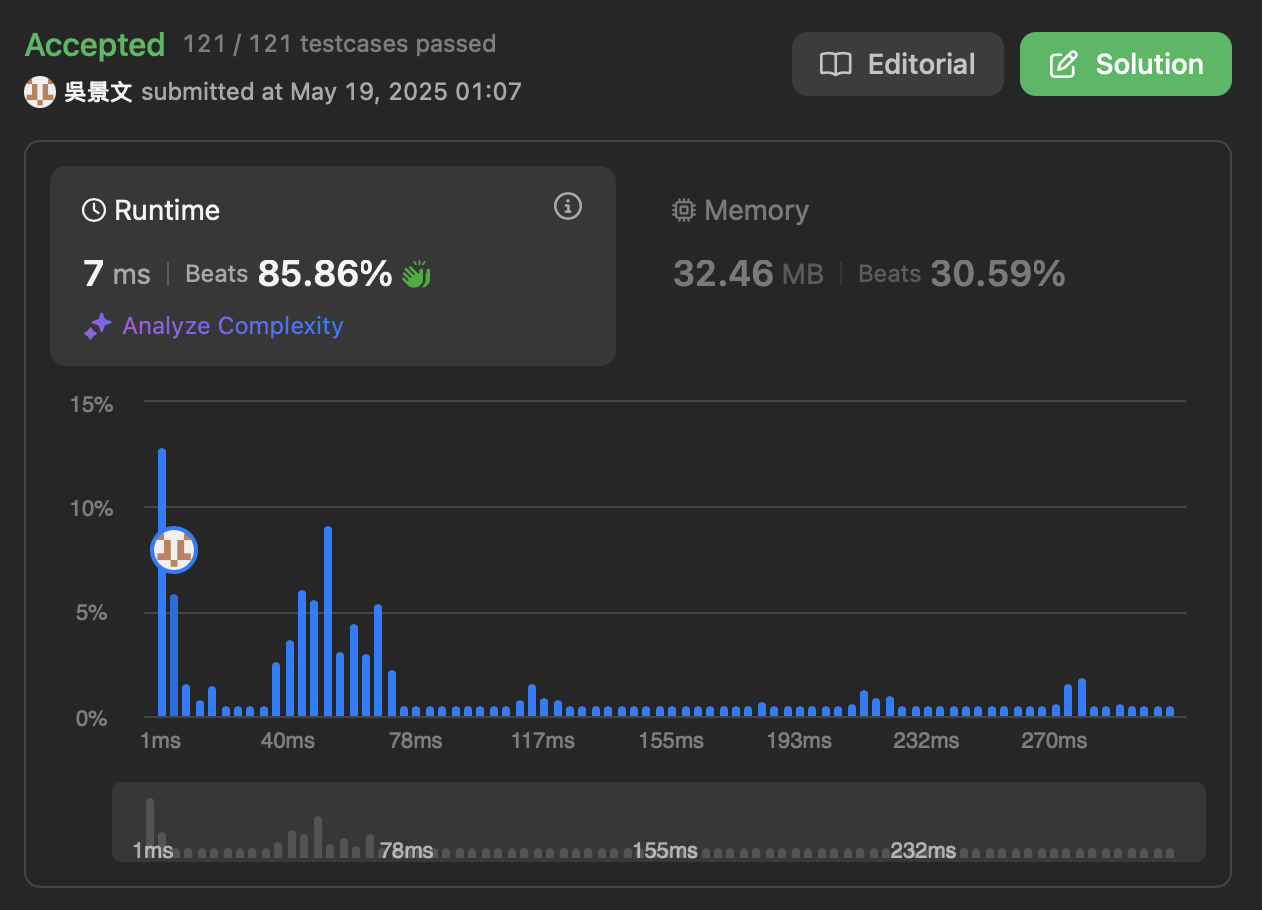 Accepted 121 / 121 testcases passed
吳景文 submitted at May 19, 2025 01:07
Editorial
Solution
Runtime
7 ms | Beats 85.86%
Analyze Complexity
Memory
32.46 MB | Beats 30.59%
15%
10%
5%
0%
1ms 40ms 78ms 117ms 155ms 193ms 232ms 270ms
1ms 78ms 155ms 232ms